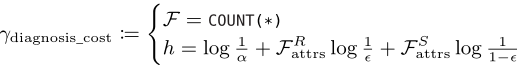 γ_diagnosis_cost := { F = COUNT(*)
h = log 1/α + F^R_attrs log 1/ϵ + F^S_attrs log 1/(1−ϵ)